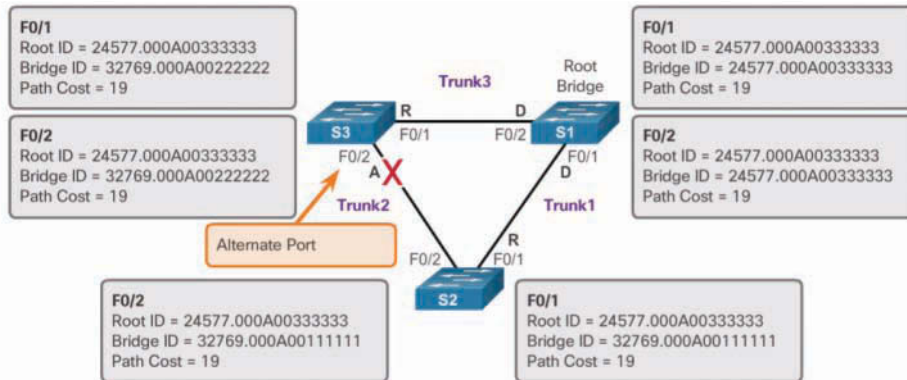 F0/1
Root ID = 24577.000A00333333
Bridge ID = 32769.000A00222222
Path Cost = 19
F0/1
Root ID = 24577.000A00333333
Bridge ID = 24577.000A00333333
Path Cost = 19
Root
Bridge
Trunk3
R
D
S3
F0/1
F0/2
S1
F0/2
Root ID = 24577.000A00333333
Bridge ID = 32769.000A00222222
Path Cost = 19
F0/2
Root ID = 24577.000A00333333
Bridge ID = 24577.000A00333333
Path Cost = 19
F0/2
A
F0/1
D
Trunk2
Trunk1
Alternate Port
R
F0/2
F0/1
S2
F0/2
Root ID = 24577.000A00333333
Bridge ID = 32769.000A00111111
Path Cost = 19
F0/1
Root ID = 24577.000A00333333
Bridge ID = 32769.000A00111111
Path Cost = 19